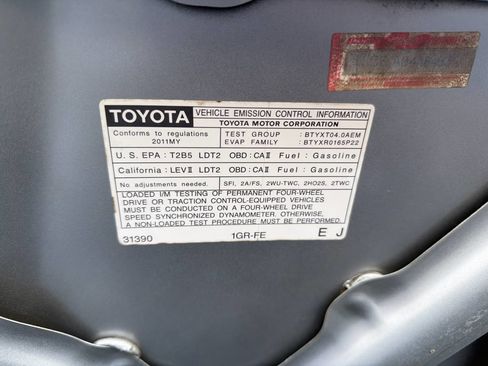 TOYOTA VEHICLE EMISSION CONTROL INFORMATION
TOYOTA MOTOR CORPORATION
Conforms to regulations
2011MY
TEST GROUP : BTYXT04.0AEM
EVAP FAMILY : BTYXR0165P22
U.S. EPA : T2B5 LDT2 OBD : CAⅡ Fuel : Gasoline
California : LEVⅡ LDT2 OBD : CAⅡ Fuel : Gasoline
No adjustments needed. SFI, 2A/FS, 2WU-TWC, 2HO2S, 2TWC
LOADED I/M TESTING OF PERMANENT FOUR-WHEEL
DRIVE OR TRACTION CONTROL-EQUIPPED VEHICLES
MUST BE CONDUCTED ON A FOUR-WHEEL DRIVE
SPEED SYNCHRONIZED DYNAMOMETER. OTHERWISE,
A NON-LOADED TEST PROCEDURE MUST BE PERFORMED.
31390 1GR-FE E J